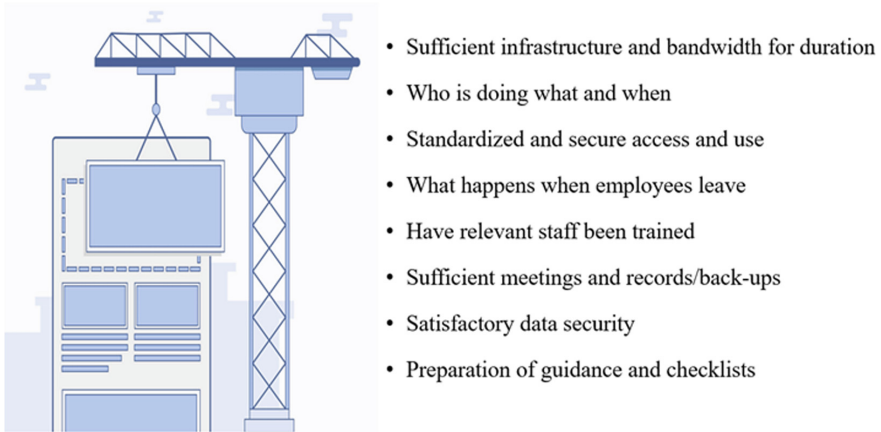 • Sufficient infrastructure and bandwidth for duration
• Who is doing what and when
• Standardized and secure access and use
• What happens when employees leave
• Have relevant staff been trained
• Sufficient meetings and records/back-ups
• Satisfactory data security
• Preparation of guidance and checklists